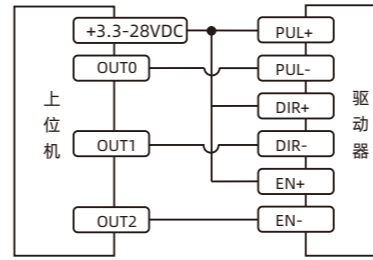 +3.3-28VDC
PUL+
OUT0
PUL-
DIR+
上位机
驱动器
OUT1
DIR-
EN+
OUT2
EN-